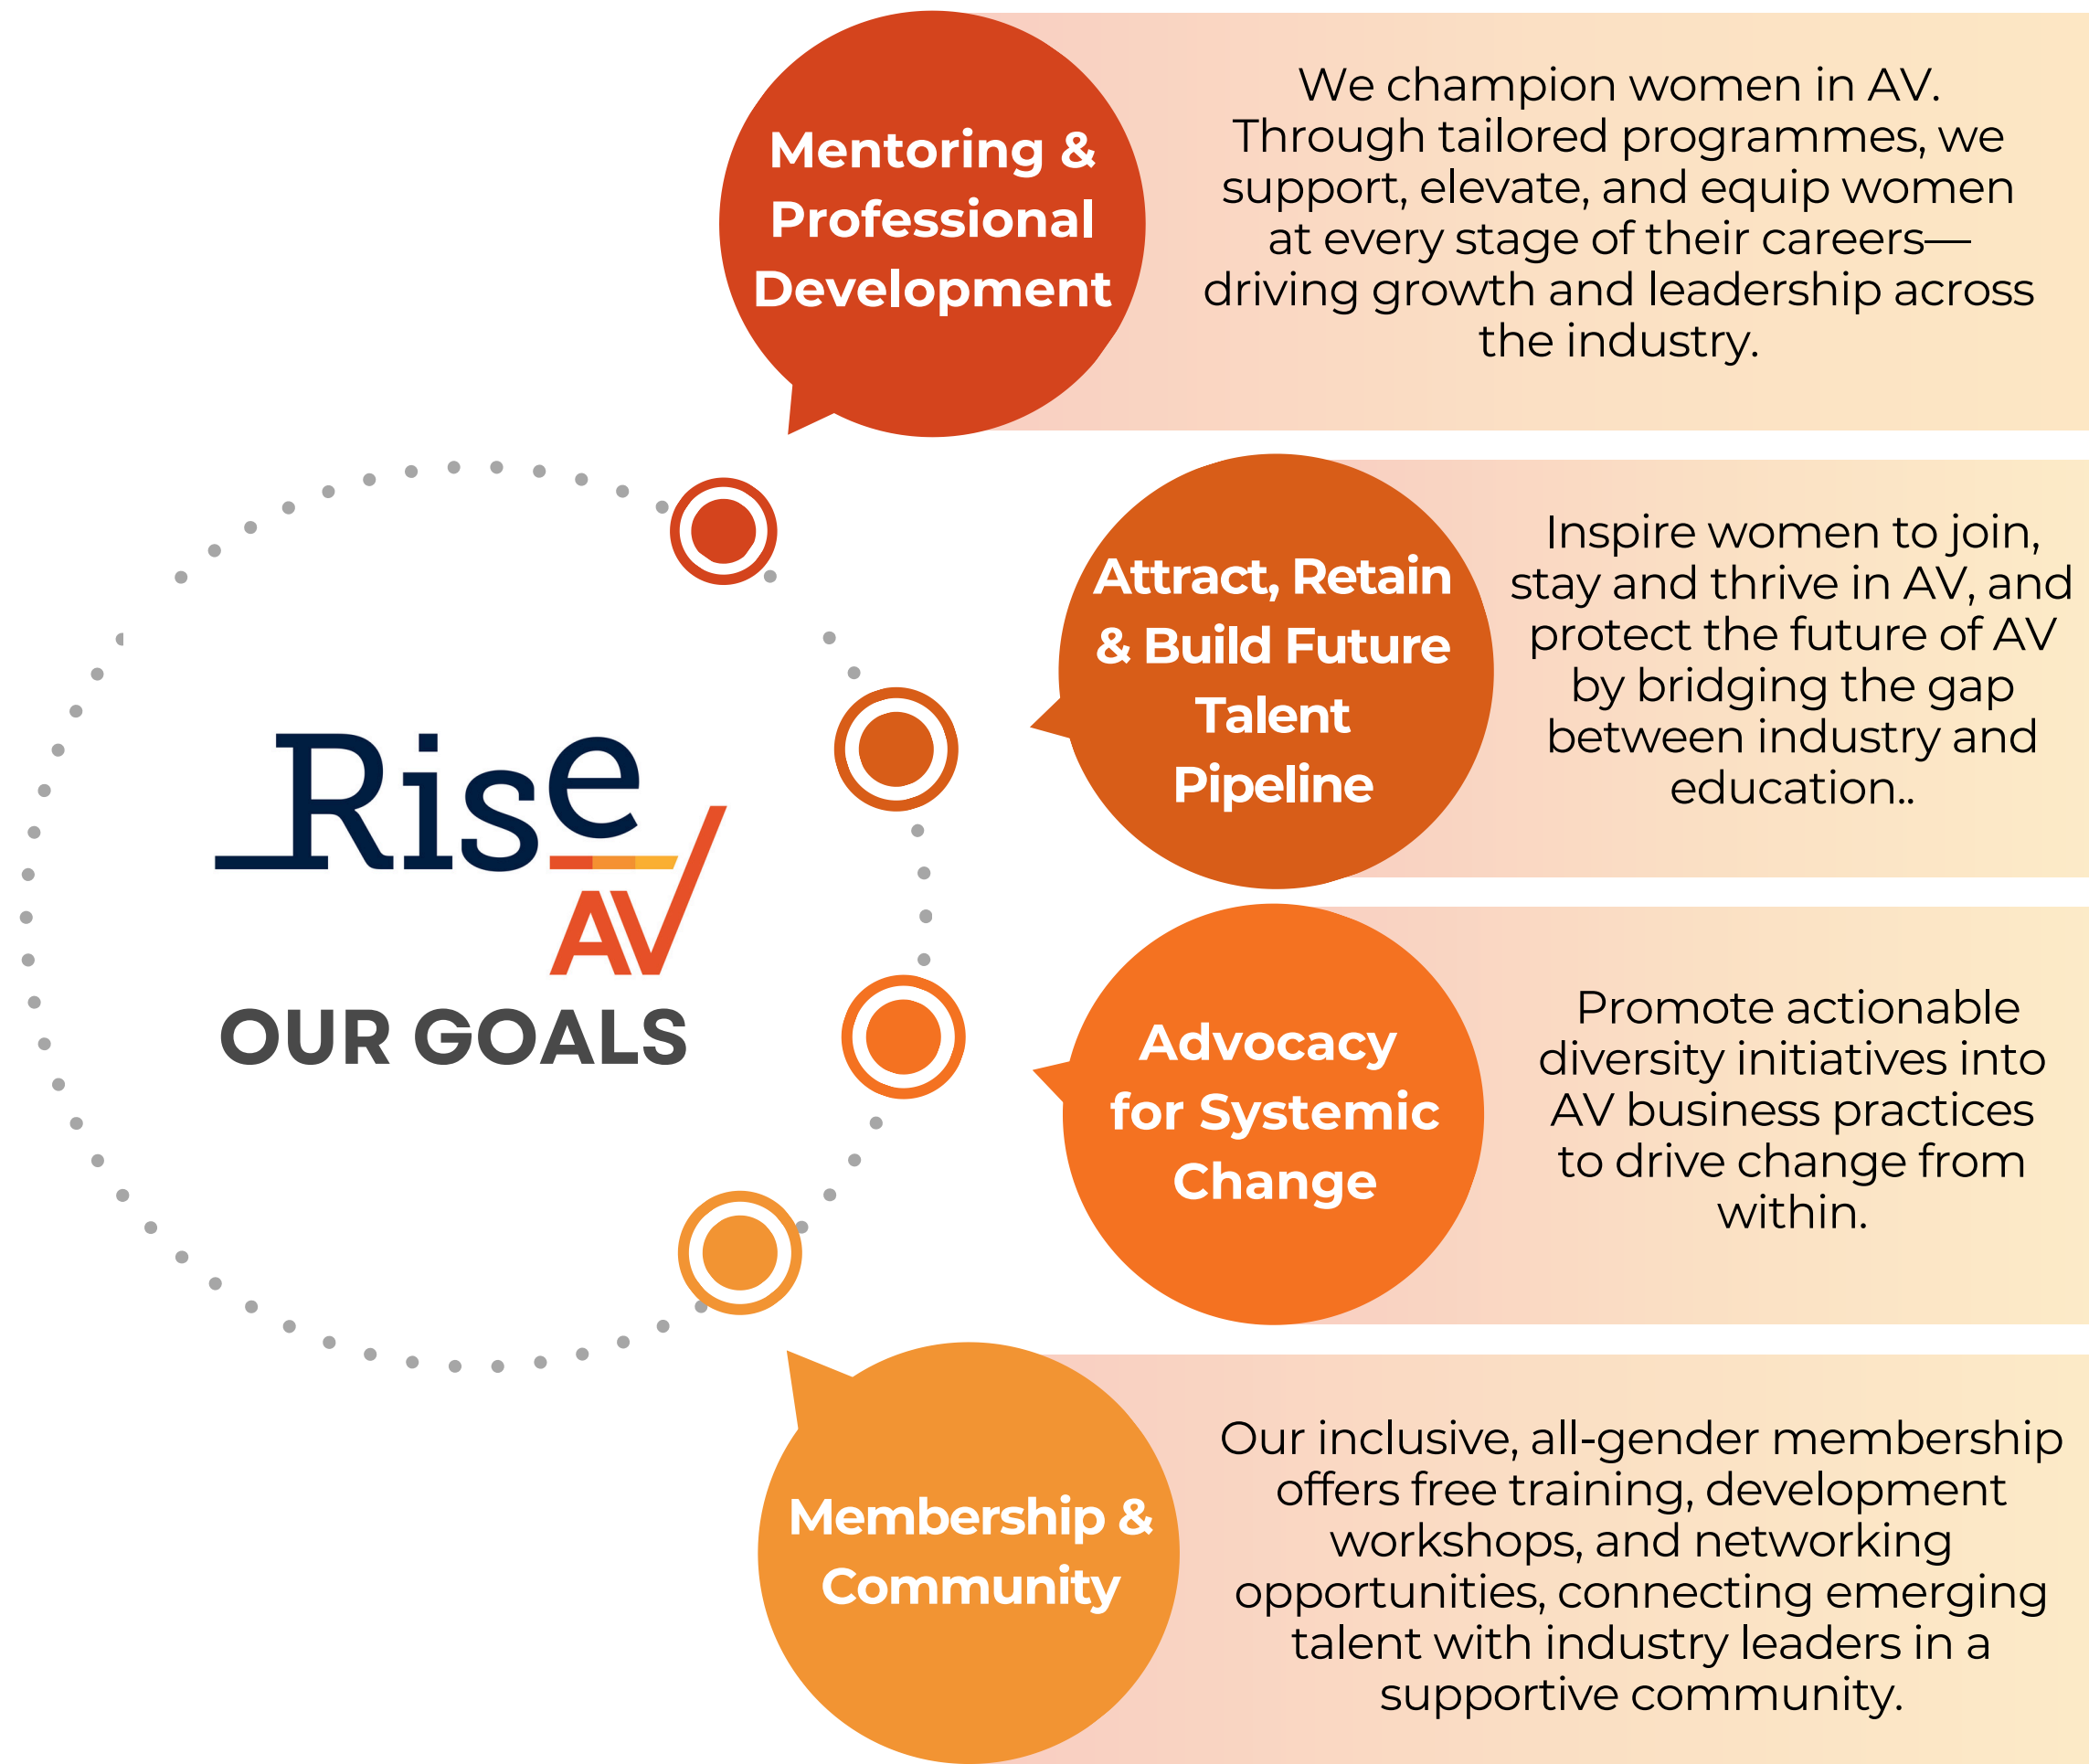 Mentoring &
Professional
Development
We champion women in AV.
Through tailored programmes, we
support, elevate, and equip women
at every stage of their careers—
driving growth and leadership across
the industry.
Attract, Retain
& Build Future
Talent
Pipeline
Inspire women to join,
stay and thrive in AV, and
protect the future of AV
by bridging the gap
between industry and
education..
Rise
AV
OUR GOALS
Advocacy
for Systemic
Change
Promote actionable
diversity initiatives into
AV business practices
to drive change from
within.
Membership &
Community
Our inclusive, all-gender membership
offers free training, development
workshops, and networking
opportunities, connecting emerging
talent with industry leaders in a
supportive community.